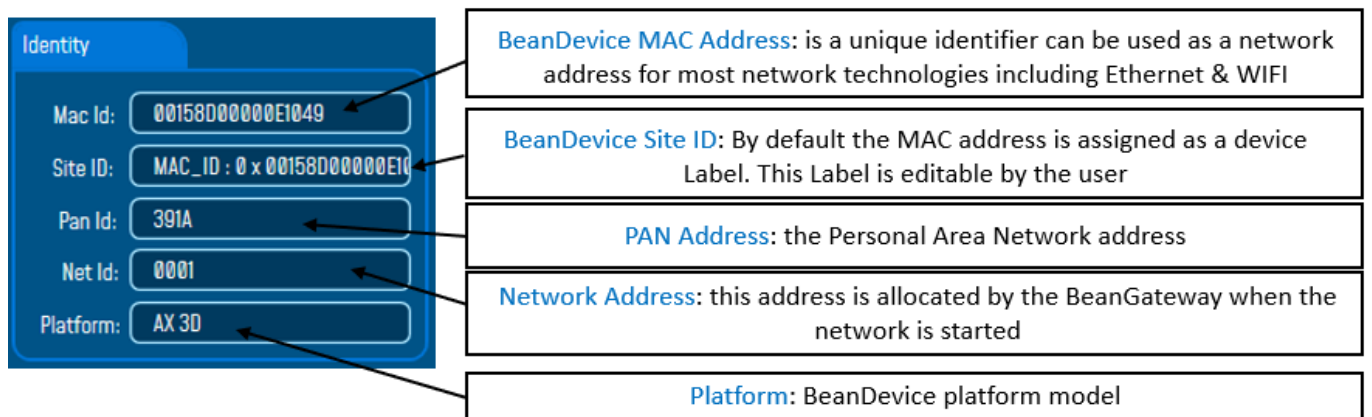 Identity
Mac Id: 00158D00000E1049
Site ID: MAC_ID : 0 x 00158D00000E10
Pan Id: 391A
Net Id: 0001
Platform: AX 3D
BeanDevice MAC Address: is a unique identifier can be used as a network
address for most network technologies including Ethernet & WIFI
BeanDevice Site ID: By default the MAC address is assigned as a device
Label. This Label is editable by the user
PAN Address: the Personal Area Network address
Network Address: this address is allocated by the BeanGateway when the
network is started
Platform: BeanDevice platform model